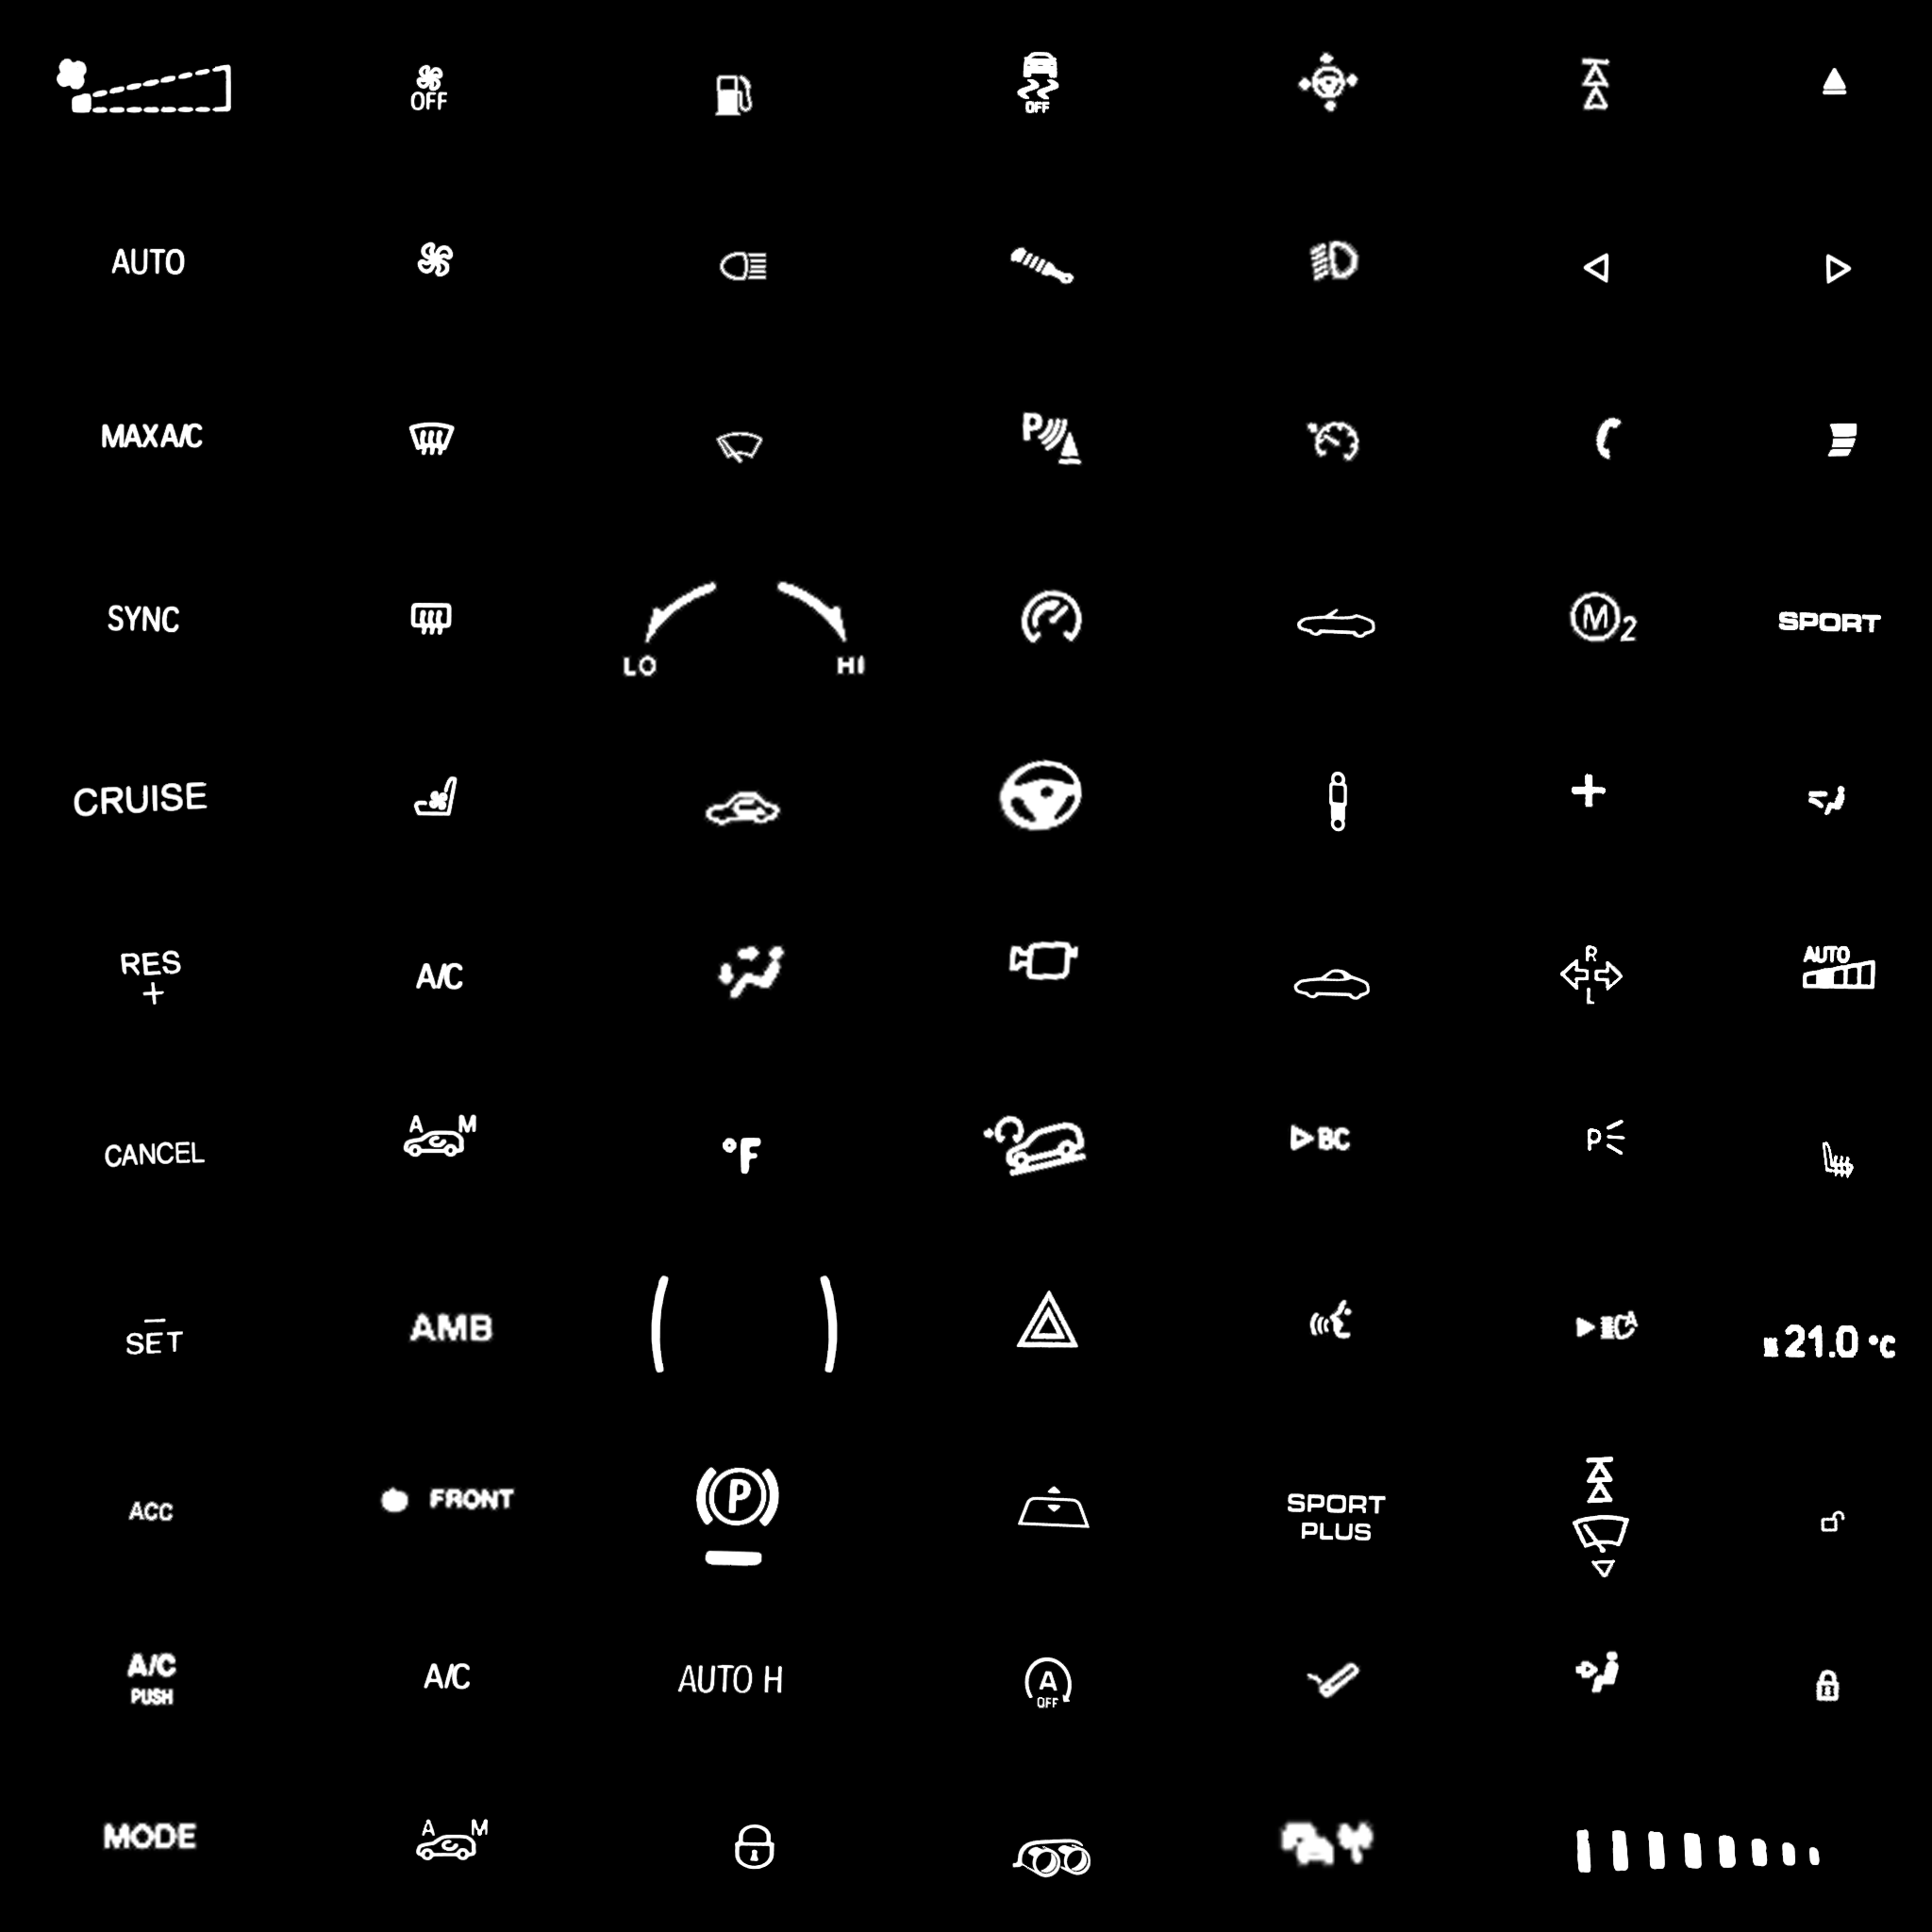 OFF
OFF
AUTO
MAX A/C
P
SYNC
LO
HI
M
2
SPORT
CRUISE
+
RES
+
A/C
R
L
AUTO
CANCEL
A M
°F
BC
P
SET
AMB
21.0 °C
ACC
FRONT
P
SPORT
PLUS
A/C
PUSH
A/C
AUTO H
A
OFF
MODE
A M